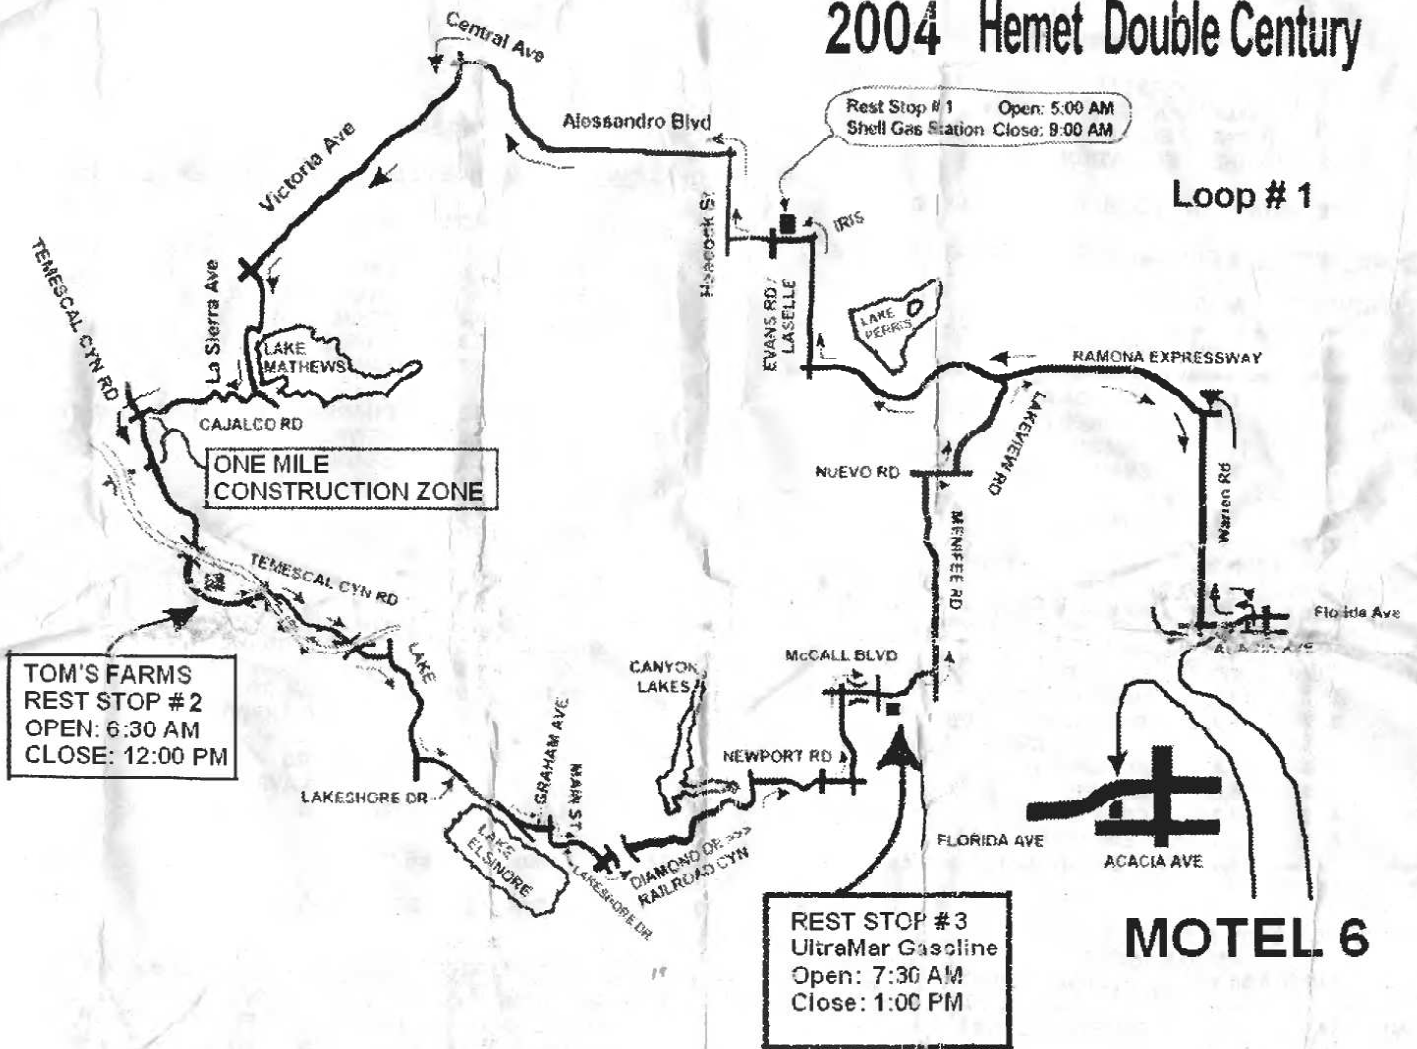 2004 Hemet Double Century
Central Ave
Rest Stop # 1 Open: 5:00 AM
Shell Gas Station Close: 9:00 AM
Alessandro Blvd
Victoria Ave
Loop # 1
IRIS
TEMESCAL CYN RD
La Sierra Ave
EVANS RD /
LASELLE
LAKE
PERRIS
LAKE
MATHEWS
RAMONA EXPRESSWAY
CAJALCO RD
LAKEVIEW RD
NUEVO RD
ONE MILE
CONSTRUCTION ZONE
Warren Rd
MENIFEE RD
TEMESCAL CYN RD
Florida Ave
ACACIA AVE
LAKE
McCALL BLVD
CANYON
LAKES
TOM'S FARMS
REST STOP # 2
OPEN: 6:30 AM
CLOSE: 12:00 PM
GRAHAM AVE
MAIN ST
NEWPORT RD
LAKESHORE DR
LAKE
ELSINORE
DIAMOND DR >>>
RAILROAD CYN
LAKESHORE DR
FLORIDA AVE
ACACIA AVE
REST STOP # 3
UltraMar Gasoline
Open: 7:30 AM
Close: 1:00 PM
MOTEL 6